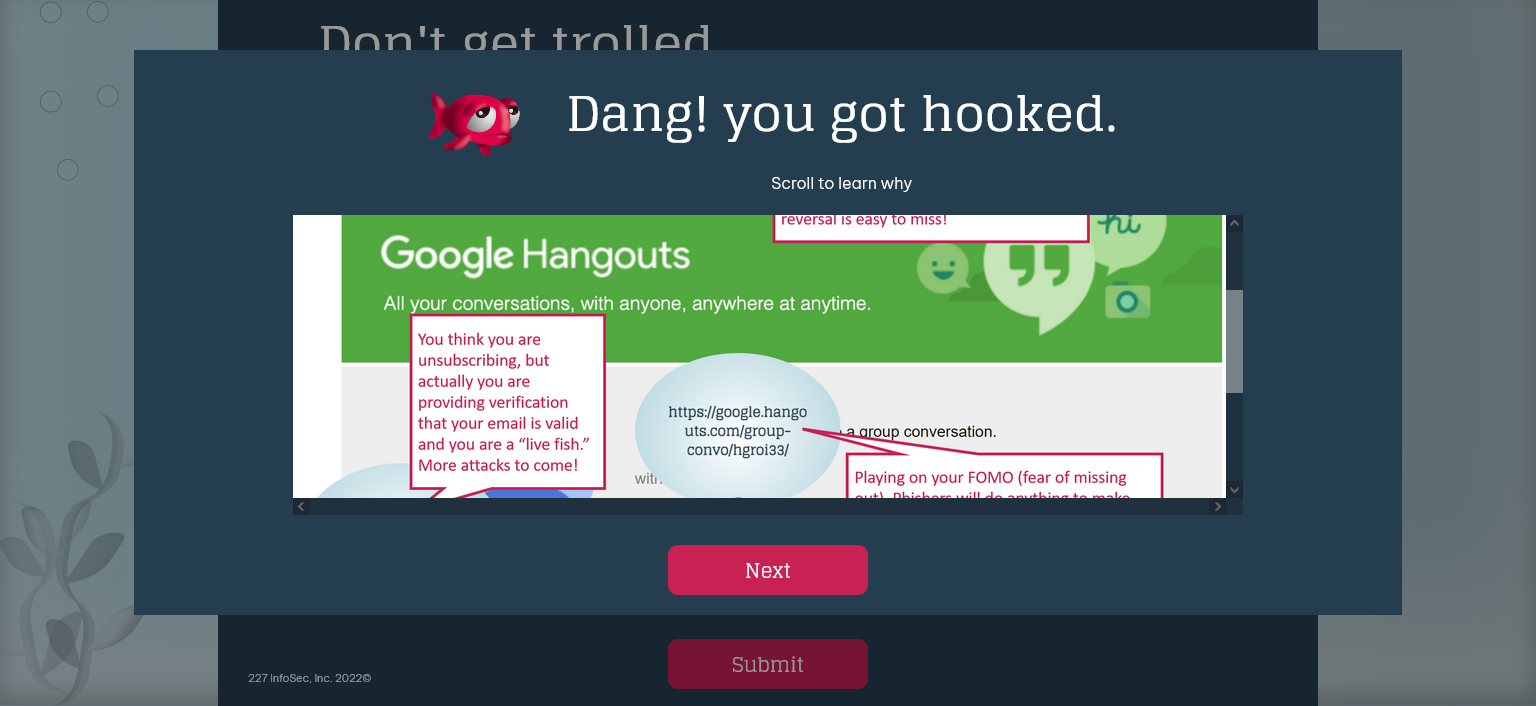 Don't get trolled
Dang! you got hooked.
Scroll to learn why
reversal is easy to miss!
hi
Google Hangouts
All your conversations, with anyone, anywhere at anytime.
You think you are
unsubscribing, but
actually you are
providing verification
that your email is valid
and you are a “live fish.”
More attacks to come!
https://google.hango
uts.com/group-
convo/hgroi33/
a group conversation.
with
Playing on your FOMO (fear of missing
out). Phishers will do anything to make
Next
Submit
227 InfoSec, Inc. 2022©